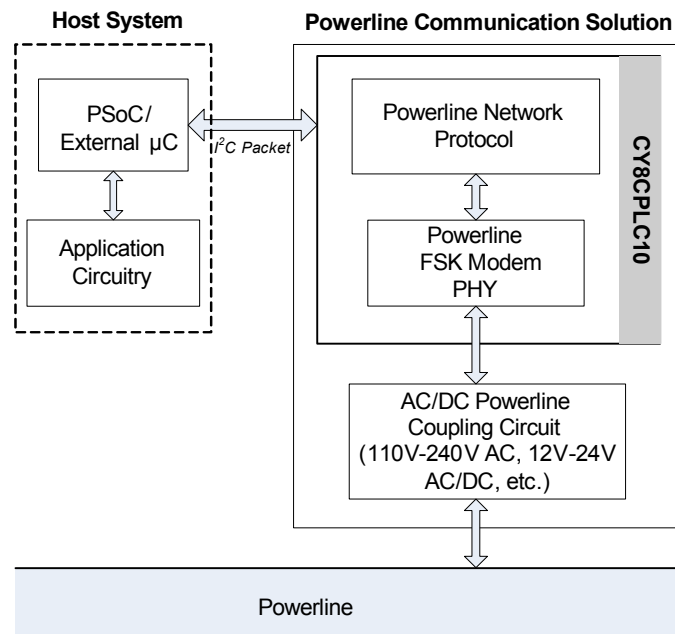 Host System
Powerline Communication Solution
PSoC/
External µC
I²C Packet
Application
Circuitry
Powerline Network
Protocol
Powerline
FSK Modem
PHY
CY8CPLC10
AC/DC Powerline
Coupling Circuit
(110V-240V AC, 12V-24V
AC/DC, etc.)
Powerline